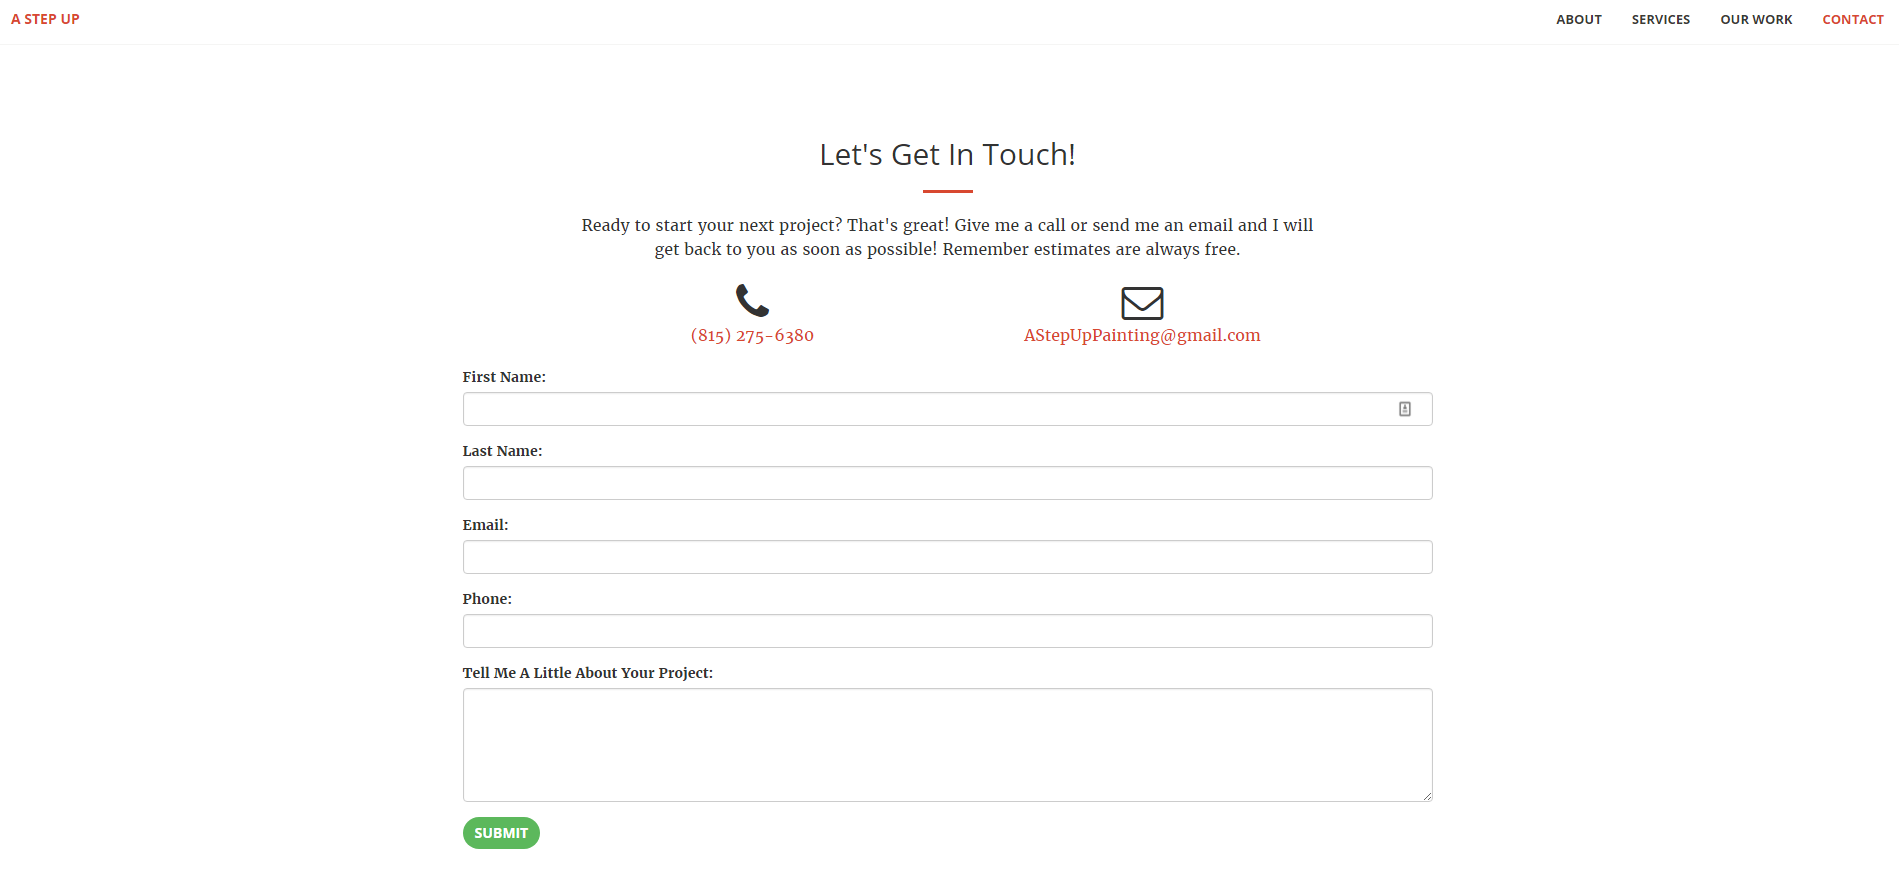 A STEP UP
ABOUT
SERVICES
OUR WORK
CONTACT
Let's Get In Touch!
Ready to start your next project? That's great! Give me a call or send me an email and I will
get back to you as soon as possible! Remember estimates are always free.
(815) 275-6380
AStepUpPainting@gmail.com
First Name:
Last Name:
Email:
Phone:
Tell Me A Little About Your Project:
SUBMIT